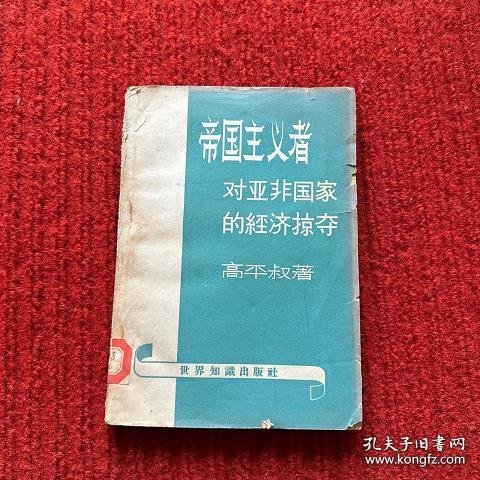 帝国主义者
对亚非国家
的經济掠夺
高平叔著
世界知識出版社
孔夫子旧书网
www.kongfz.com